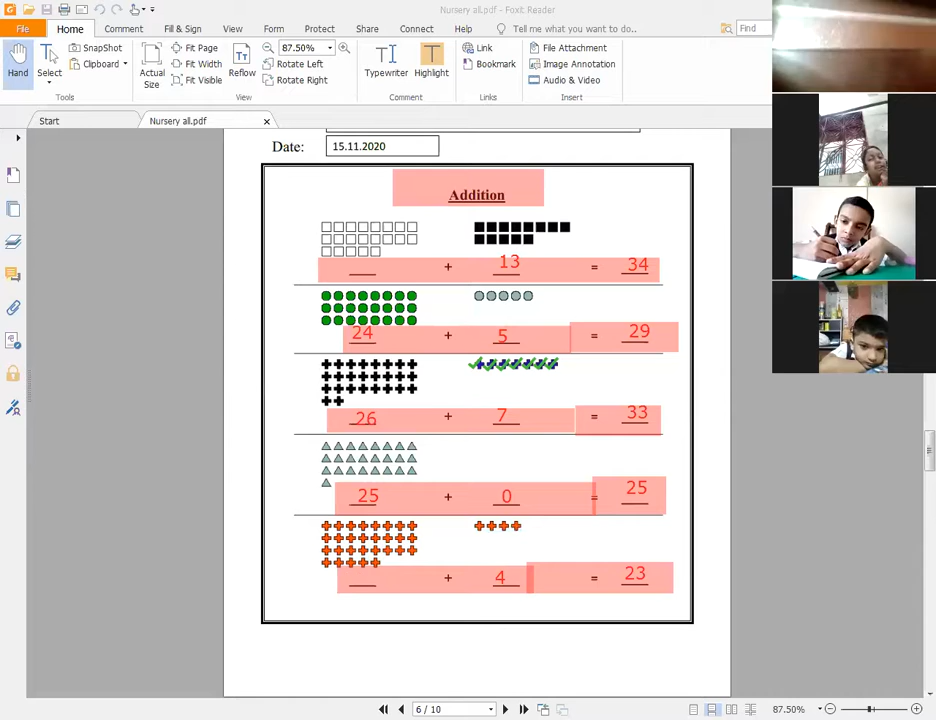 Nursery all.pdf - Foxit Reader
File Home Comment Fill & Sign View Form Protect Share Connect Help Tell me what you want to do.. Find
Hand
Select
SnapShot
Clipboard
Tools
Actual Size
Fit Page
Fit Width
Fit Visible
Reflow
87.50%
Rotate Left
Rotate Right
View
Typewriter
Highlight
Comment
Link
Bookmark
Links
File Attachment
Image Annotation
Audio & Video
Insert
Start Nursery all.pdf
Date: 15.11.2020
Addition
___ + 13 = 34
24 + 5 = 29
26 + 7 = 33
25 + 0 = 25
___ + 4 = 23
6 / 10 87.50%